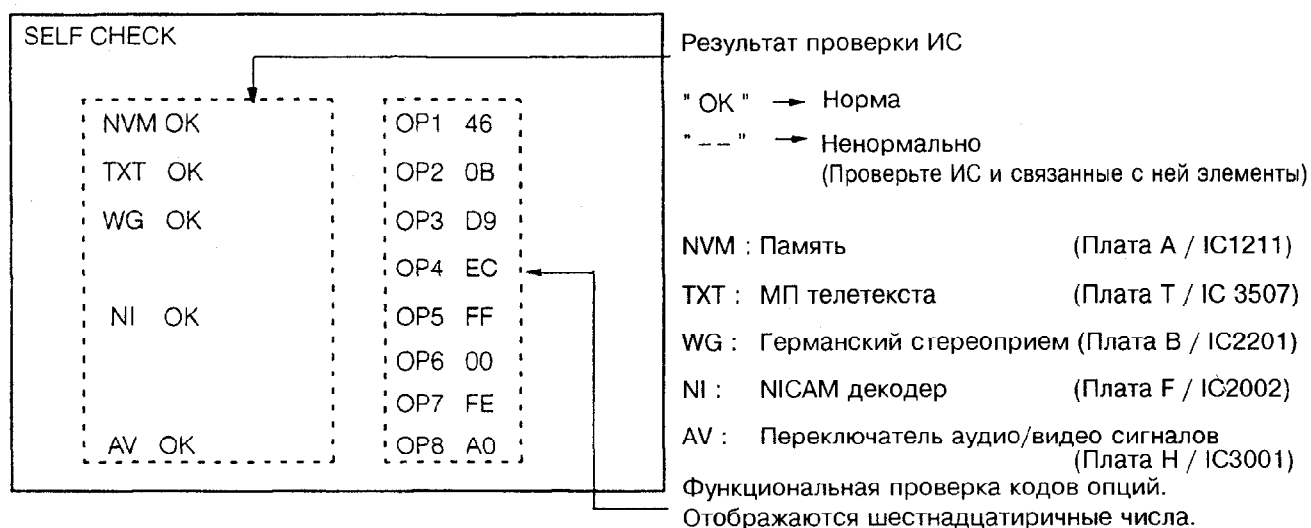 SELF CHECK
NVM OK
TXT OK
WG OK
NI OK
AV OK
OP1 46
OP2 0B
OP3 D9
OP4 EC
OP5 FF
OP6 00
OP7 FE
OP8 A0
Результат проверки ИС
"OK" → Норма
"--" → Ненормально
(Проверьте ИС и связанные с ней элементы)
NVM : Память (Плата A / IC1211)
TXT : МП телетекста (Плата T / IC 3507)
WG : Германский стереоприем (Плата B / IC2201)
NI : NICAM декодер (Плата F / IC2002)
AV : Переключатель аудио/видео сигналов
(Плата H / IC3001)
Функциональная проверка кодов опций.
Отображаются шестнадцатиричные числа.